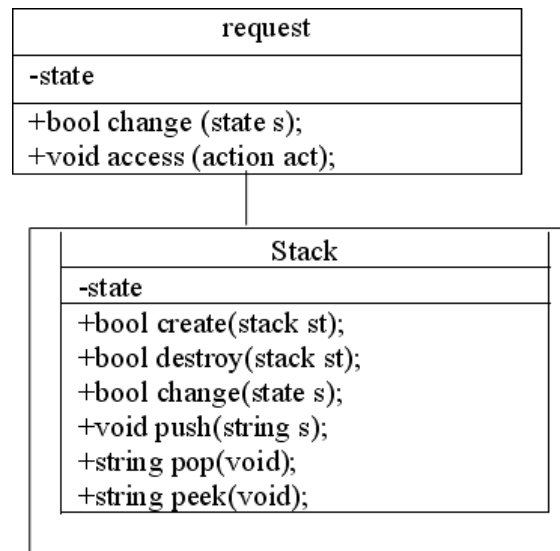 request
-state
+bool change (state s);
+void access (action act);
Stack
-state
+bool create(stack st);
+bool destroy(stack st);
+bool change(state s);
+void push(string s);
+string pop(void);
+string peek(void);